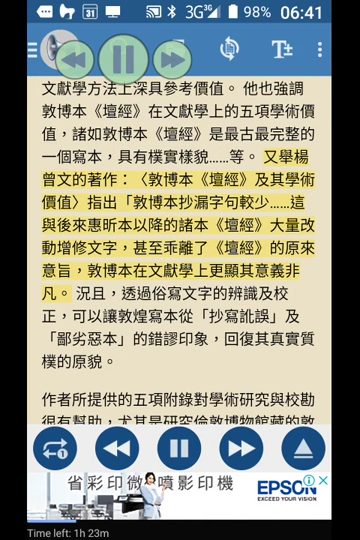 31
3G 3G
98% 06:41
T±
文獻學方法上深具參考價值。 他也強調
敦博本《壇經》在文獻學上的五項學術價
值，諸如敦博本《壇經》是最古最完整的
一個寫本，具有樸實樣貌……等。 又舉楊
曾文的著作：〈敦博本《壇經》及其學術
價值〉指出「敦博本抄漏字句較少……這
與後來惠昕本以降的諸本《壇經》大量改
動增修文字，甚至乖離了《壇經》的原來
意旨，敦博本在文獻學上更顯其意義非
凡。 況且，透過俗寫文字的辨識及校
正，可以讓敦煌寫本從「抄寫訛誤」及
「鄙劣惡本」的錯謬印象，回復其真實質
樸的原貌。
作者所提供的五項附錄對學術研究與校勘
很有幫助，尤其是研究倫敦博物館藏的敦
1
省彩印微噴影印機
EPSON
EXCEED YOUR VISION
Time left: 1h 23m